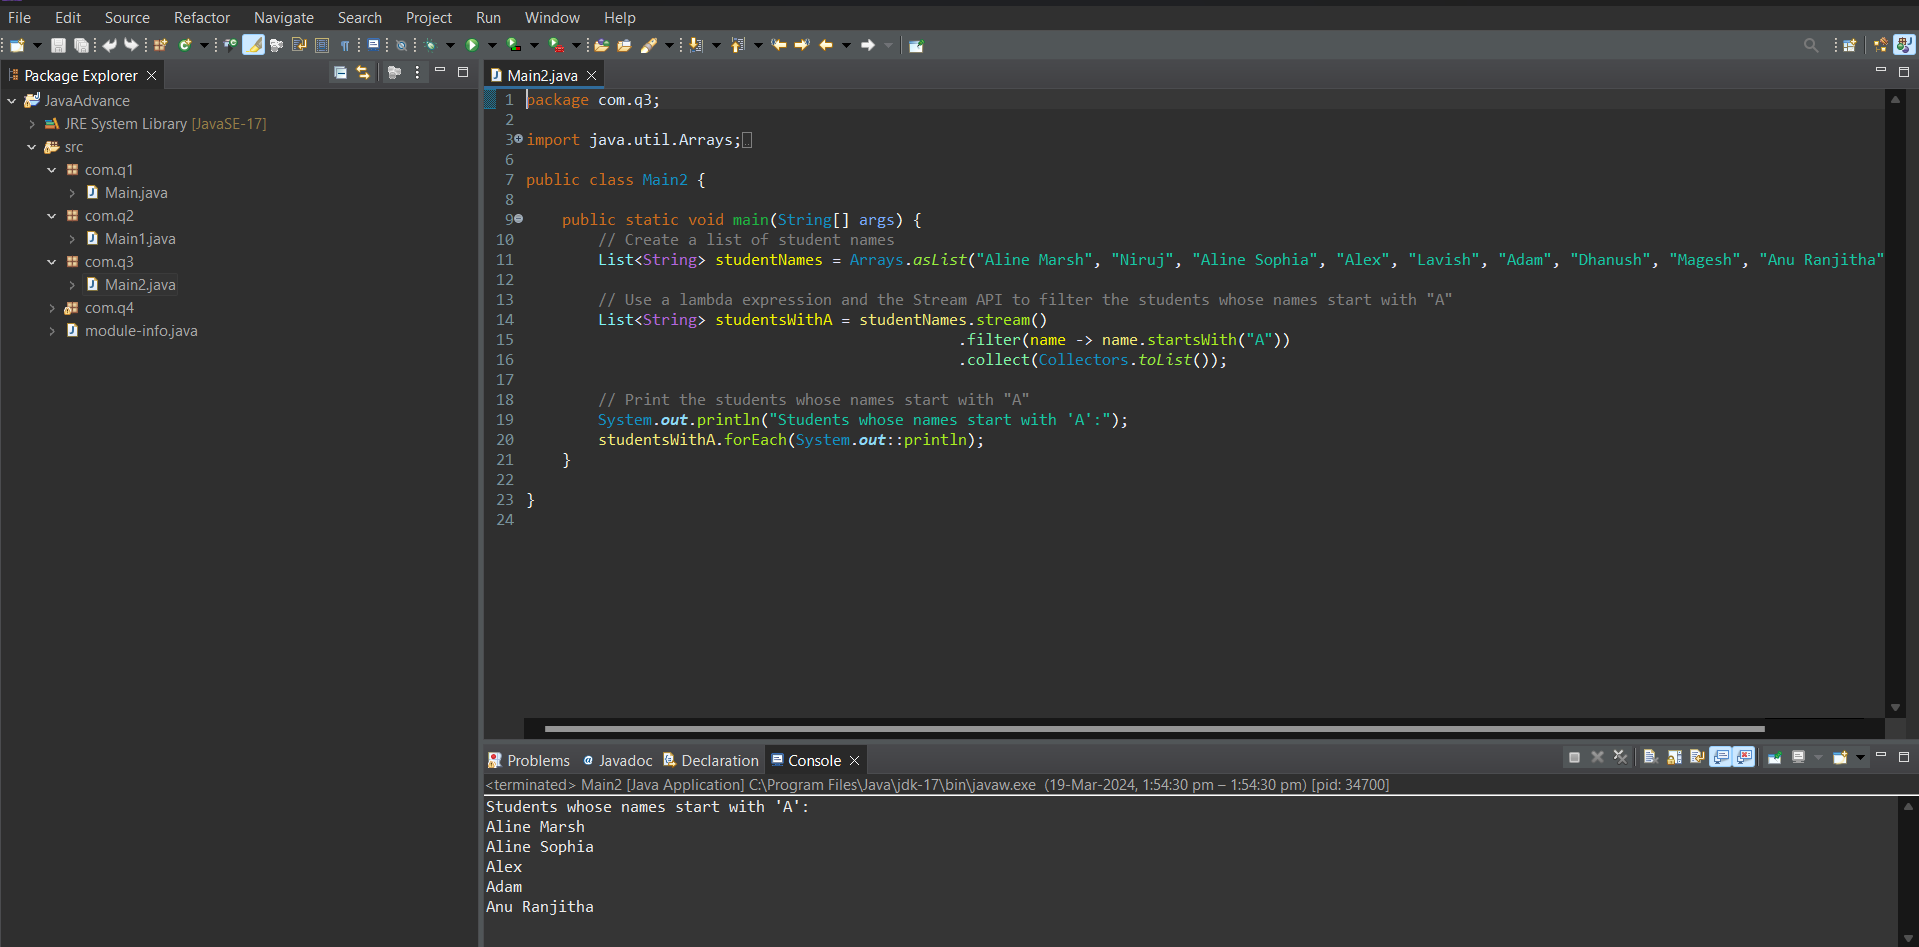 File Edit Source Refactor Navigate Search Project Run Window Help
Package Explorer
JavaAdvance
JRE System Library [JavaSE-17]
src
com.q1
Main.java
com.q2
Main1.java
com.q3
Main2.java
com.q4
module-info.java
Main2.java
1 package com.q3;
2
3 import java.util.Arrays;
6
7 public class Main2 {
8
9     public static void main(String[] args) {
10         // Create a list of student names
11         List<String> studentNames = Arrays.asList("Aline Marsh", "Niruj", "Aline Sophia", "Alex", "Lavish", "Adam", "Dhanush", "Magesh", "Anu Ranjitha"
12
13         // Use a lambda expression and the Stream API to filter the students whose names start with "A"
14         List<String> studentsWithA = studentNames.stream()
15                                                 .filter(name -> name.startsWith("A"))
16                                                 .collect(Collectors.toList());
17
18         // Print the students whose names start with "A"
19         System.out.println("Students whose names start with 'A':");
20         studentsWithA.forEach(System.out::println);
21     }
22
23 }
24
Problems @ Javadoc Declaration Console
<terminated> Main2 [Java Application] C:\Program Files\Java\jdk-17\bin\javaw.exe (19-Mar-2024, 1:54:30 pm – 1:54:30 pm) [pid: 34700]
Students whose names start with 'A':
Aline Marsh
Aline Sophia
Alex
Adam
Anu Ranjitha